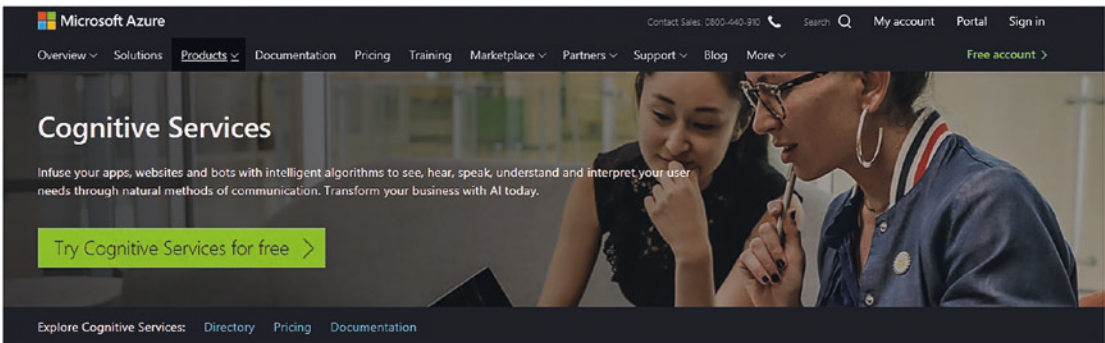 Microsoft Azure
Contact Sales: 0800-440-910 Search My account Portal Sign in
Overview Solutions Products Documentation Pricing Training Marketplace Partners Support Blog More Free account >
Cognitive Services
Infuse your apps, websites and bots with intelligent algorithms to see, hear, speak, understand and interpret your user
needs through natural methods of communication. Transform your business with AI today.
Try Cognitive Services for free >
Explore Cognitive Services: Directory Pricing Documentation